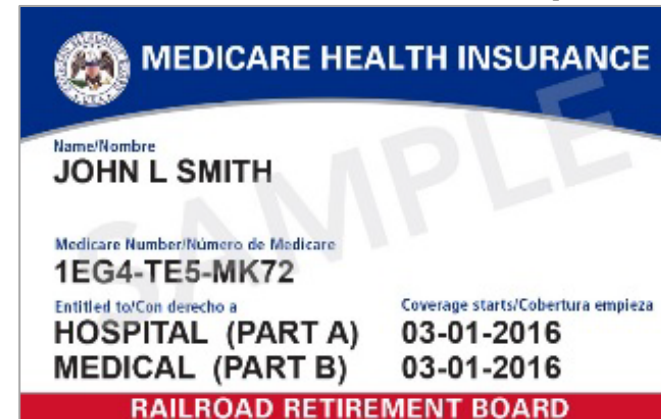 MEDICARE HEALTH INSURANCE
Name/Nombre
JOHN L SMITH
Medicare Number/Número de Medicare
1EG4-TE5-MK72
Entitled to/Con derecho a Coverage starts/Cobertura empieza
HOSPITAL (PART A) 03-01-2016
MEDICAL (PART B) 03-01-2016
RAILROAD RETIREMENT BOARD
SAMPLE